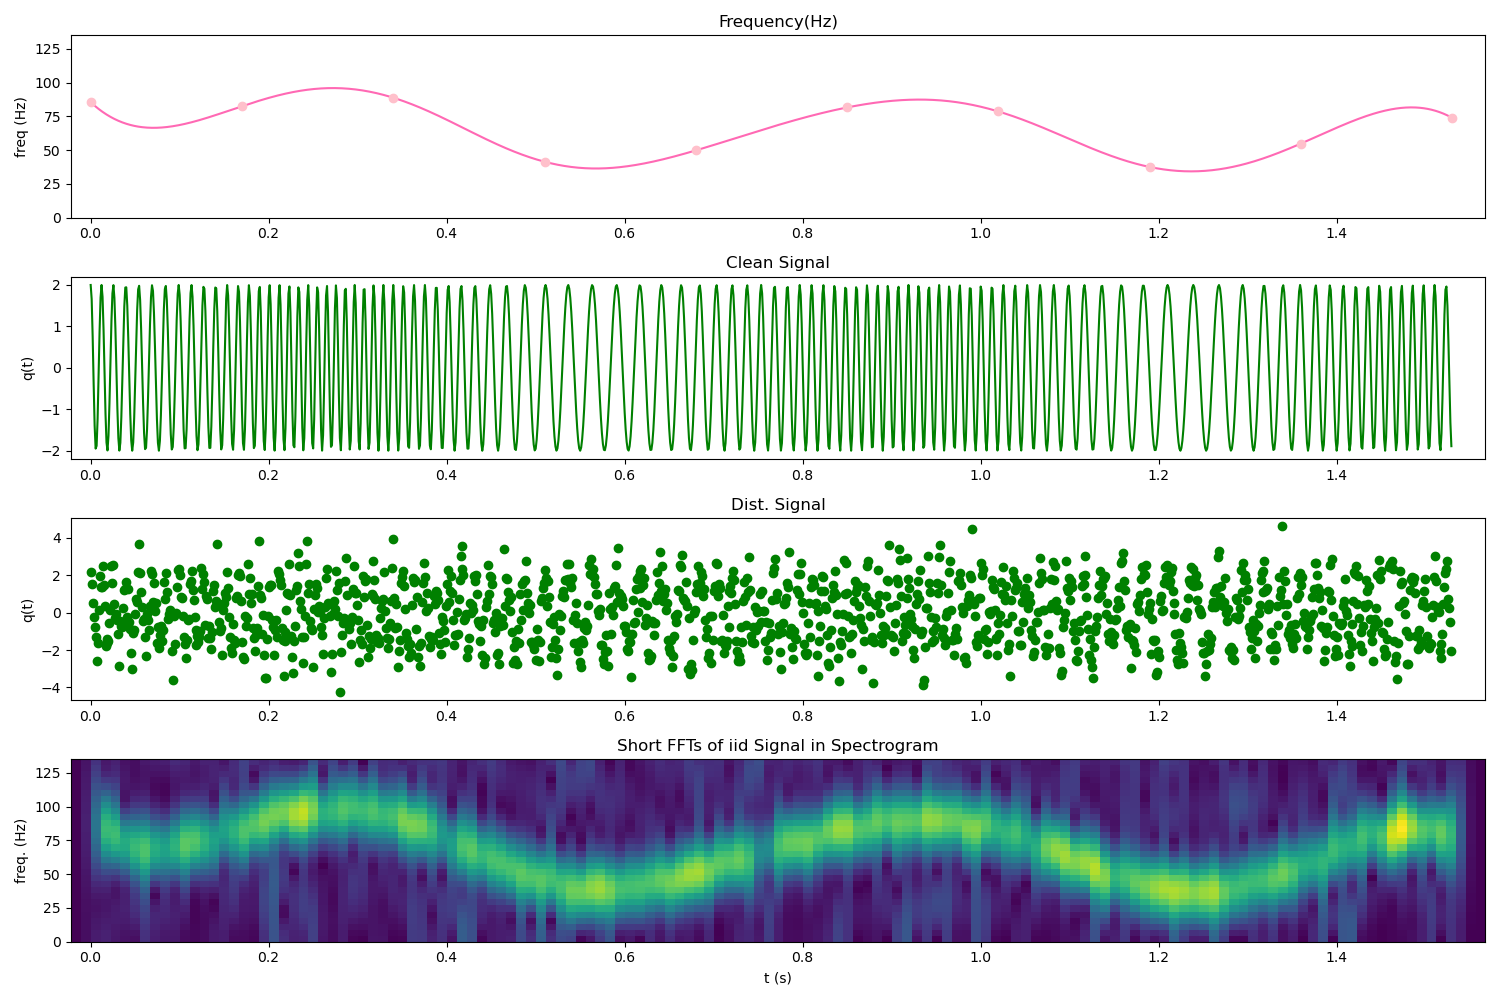 Frequency(Hz)
freq (Hz)
125
100
75
50
25
0
0.0 0.2 0.4 0.6 0.8 1.0 1.2 1.4
Clean Signal
q(t)
2
1
0
−1
−2
0.0 0.2 0.4 0.6 0.8 1.0 1.2 1.4
Dist. Signal
q(t)
4
2
0
−2
−4
0.0 0.2 0.4 0.6 0.8 1.0 1.2 1.4
Short FFTs of iid Signal in Spectrogram
freq. (Hz)
125
100
75
50
25
0
0.0 0.2 0.4 0.6 0.8 1.0 1.2 1.4
t (s)